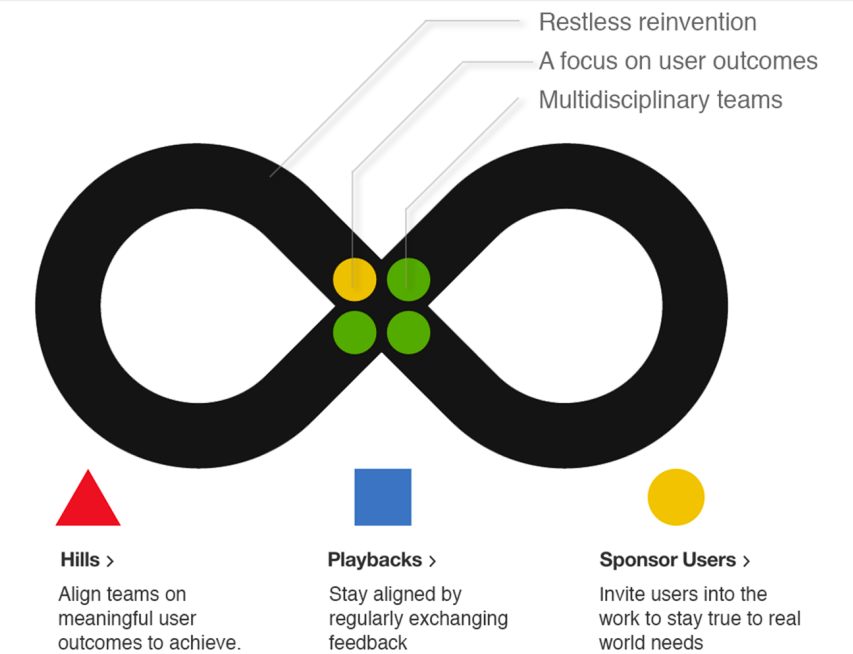 Restless reinvention
A focus on user outcomes
Multidisciplinary teams
Hills >
Align teams on
meaningful user
outcomes to achieve.
Playbacks >
Stay aligned by
regularly exchanging
feedback
Sponsor Users >
Invite users into the
work to stay true to real
world needs